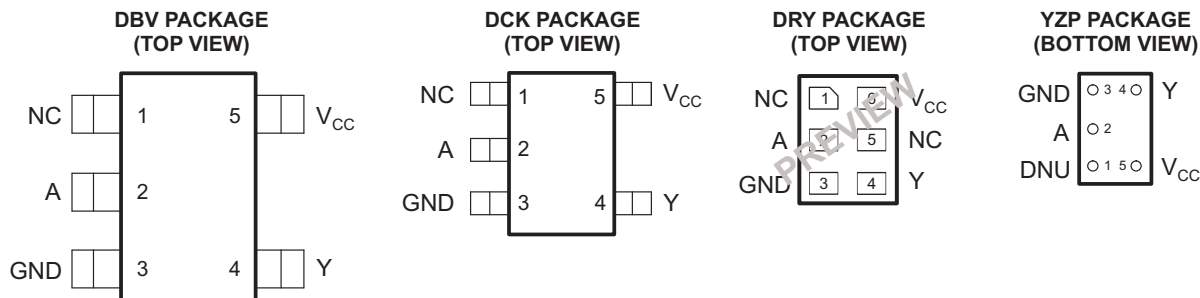 DBV PACKAGE
(TOP VIEW)
NC 1 5 VCC
A 2
GND 3 4 Y
DCK PACKAGE
(TOP VIEW)
NC 1 5 VCC
A 2
GND 3 4 Y
DRY PACKAGE
(TOP VIEW)
NC 1 6 VCC
A 2 5 NC
GND 3 4 Y
PREVIEW
YZP PACKAGE
(BOTTOM VIEW)
GND 3 4 Y
A 2
DNU 1 5 VCC